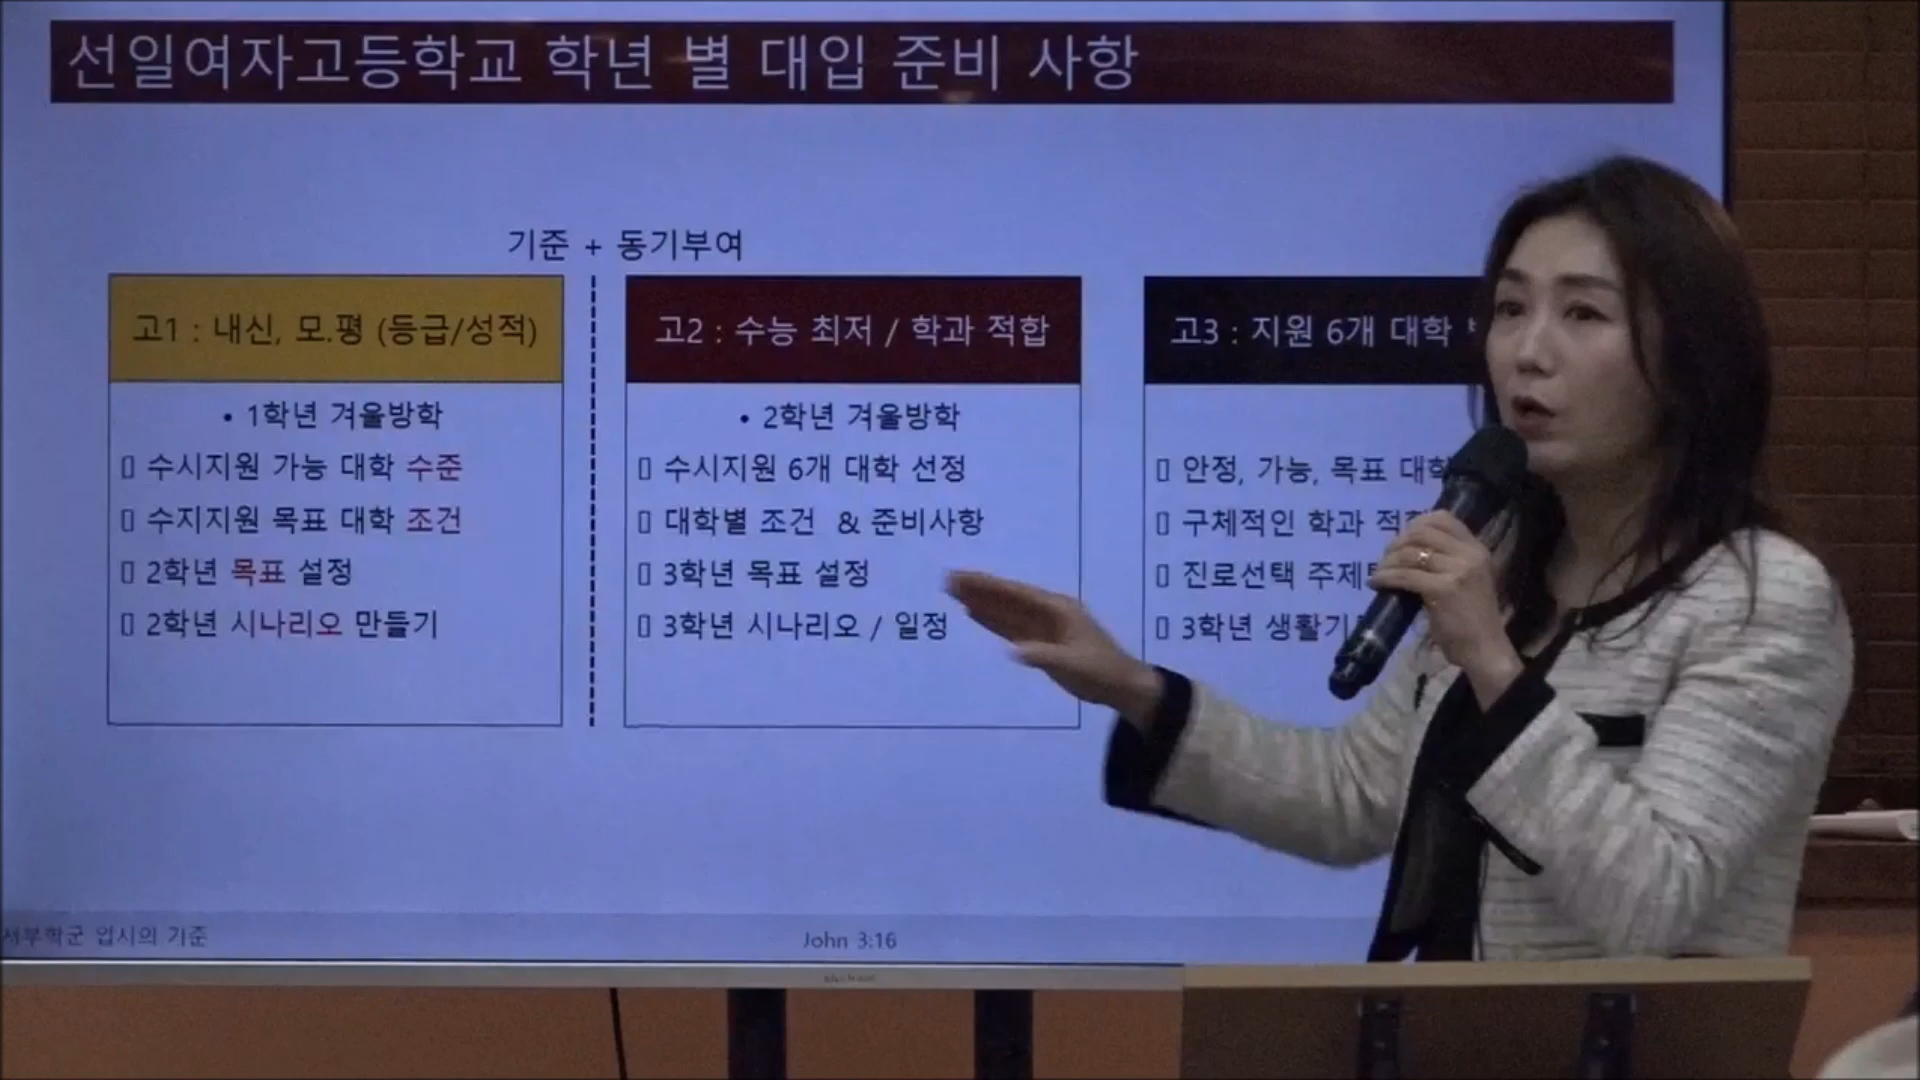 선일여자고등학교 학년 별 대입 준비 사항
기준 + 동기부여
고1 : 내신, 모.평 (등급/성적)
• 1학년 겨울방학
▯ 수시지원 가능 대학 수준
▯ 수지지원 목표 대학 조건
▯ 2학년 목표 설정
▯ 2학년 시나리오 만들기
고2 : 수능 최저 / 학과 적합
• 2학년 겨울방학
▯ 수시지원 6개 대학 선정
▯ 대학별 조건 & 준비사항
▯ 3학년 목표 설정
▯ 3학년 시나리오 / 일정
고3 : 지원 6개 대학
▯ 안정, 가능, 목표 대학
▯ 구체적인 학과
▯ 진로선택
▯ 3학년
서부학군 입시의 기준
John 3:16